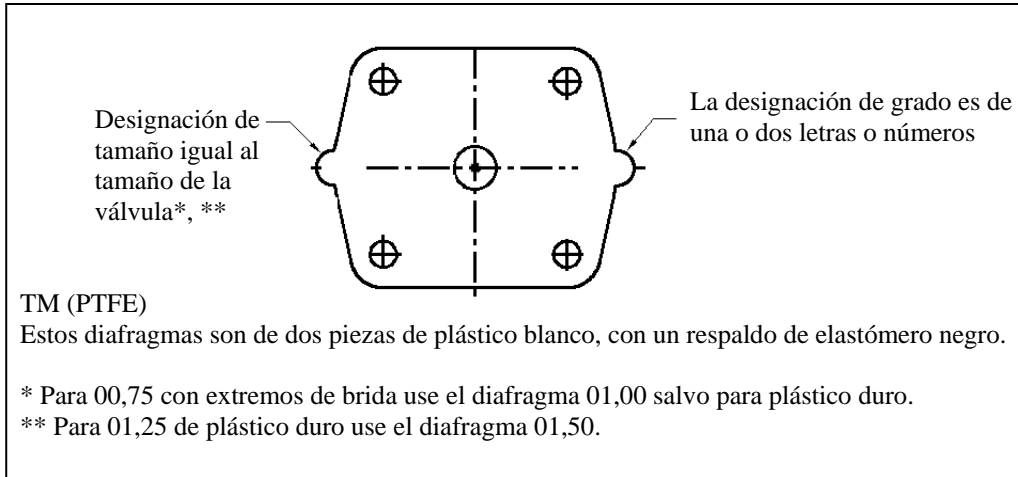 Designación de
tamaño igual al
tamaño de la
válvula*, **
La designación de grado es de
una o dos letras o números
TM (PTFE)
Estos diafragmas son de dos piezas de plástico blanco, con un respaldo de elastómero negro.
* Para 00,75 con extremos de brida use el diafragma 01,00 salvo para plástico duro.
** Para 01,25 de plástico duro use el diafragma 01,50.